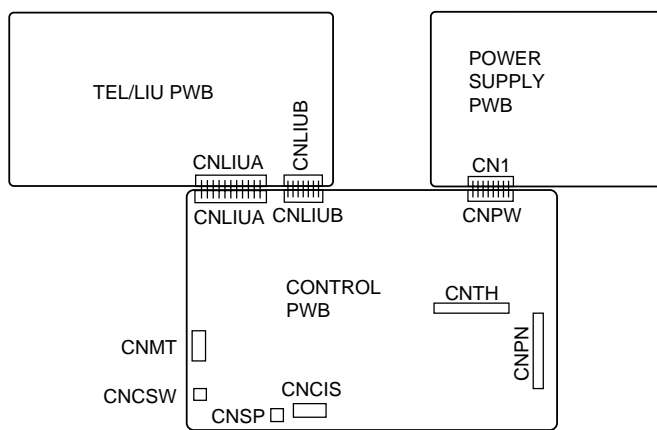 TEL/LIU PWB
POWER
SUPPLY
PWB
CNLIUB
CNLIUA
CN1
CNLIUA
CNLIUB
CNPW
CONTROL
PWB
CNTH
CNPN
CNMT
CNCSW
CNCIS
CNSP